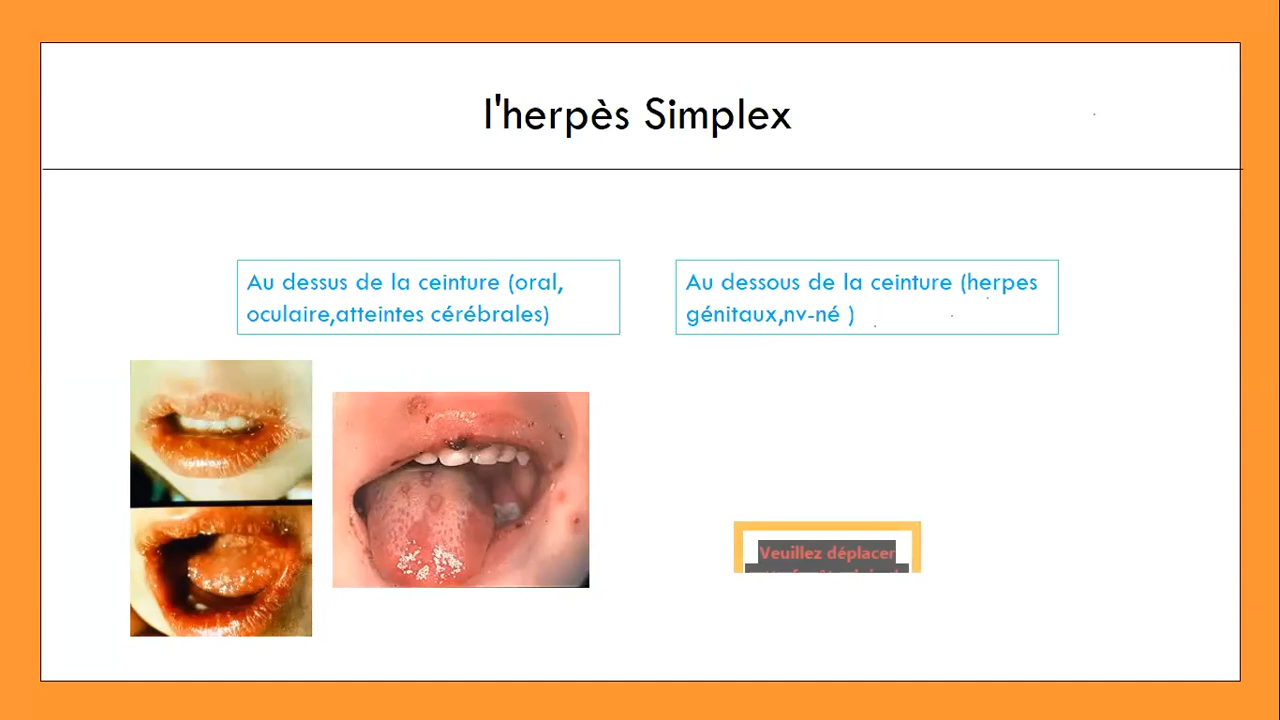 l'herpès Simplex
Au dessus de la ceinture (oral,
oculaire,atteintes cérébrales)
Au dessous de la ceinture (herpes
génitaux,nv-né )
Veuillez déplacer